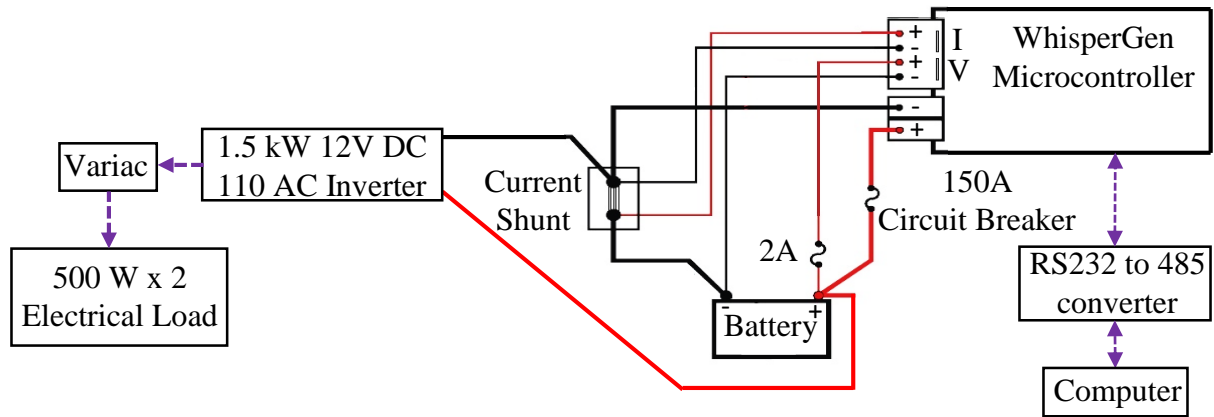 +
-
+
-
I
V
WhisperGen
Microcontroller
-
+
1.5 kW 12V DC
110 AC Inverter
Variac
Current
Shunt
150A
Circuit Breaker
500 W x 2
Electrical Load
2A
- +
Battery
RS232 to 485
converter
Computer